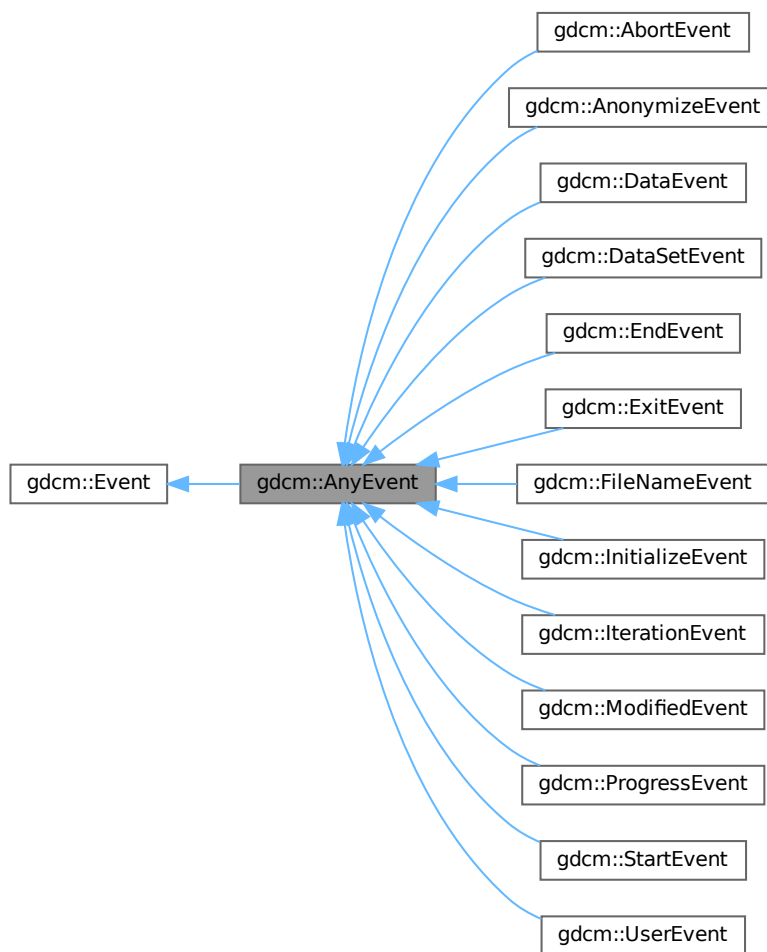 gdcm::AbortEvent
gdcm::AnonymizeEvent
gdcm::DataEvent
gdcm::DataSetEvent
gdcm::EndEvent
gdcm::ExitEvent
gdcm::Event
gdcm::AnyEvent
gdcm::FileNameEvent
gdcm::InitializeEvent
gdcm::IterationEvent
gdcm::ModifiedEvent
gdcm::ProgressEvent
gdcm::StartEvent
gdcm::UserEvent